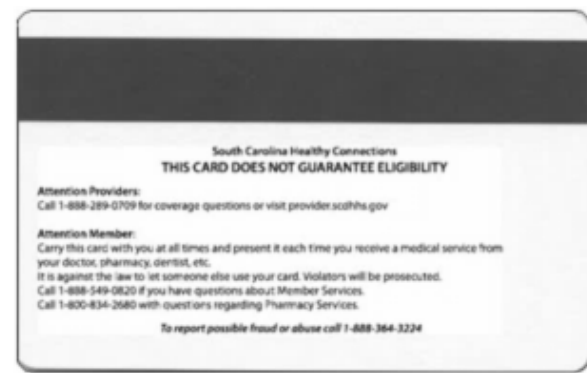 South Carolina Healthy Connections
THIS CARD DOES NOT GUARANTEE ELIGIBILITY
Attention Providers:
Call 1-888-289-0709 for coverage questions or visit provider.scdhhs.gov
Attention Member:
Carry this card with you at all times and present it each time you receive a medical service from
your doctor, pharmacy, dentist, etc.
It is against the law to let someone else use your card. Violators will be prosecuted.
Call 1-888-549-0820 if you have questions about Member Services.
Call 1-800-834-2680 with questions regarding Pharmacy Services.
To report possible fraud or abuse call 1-888-364-3224